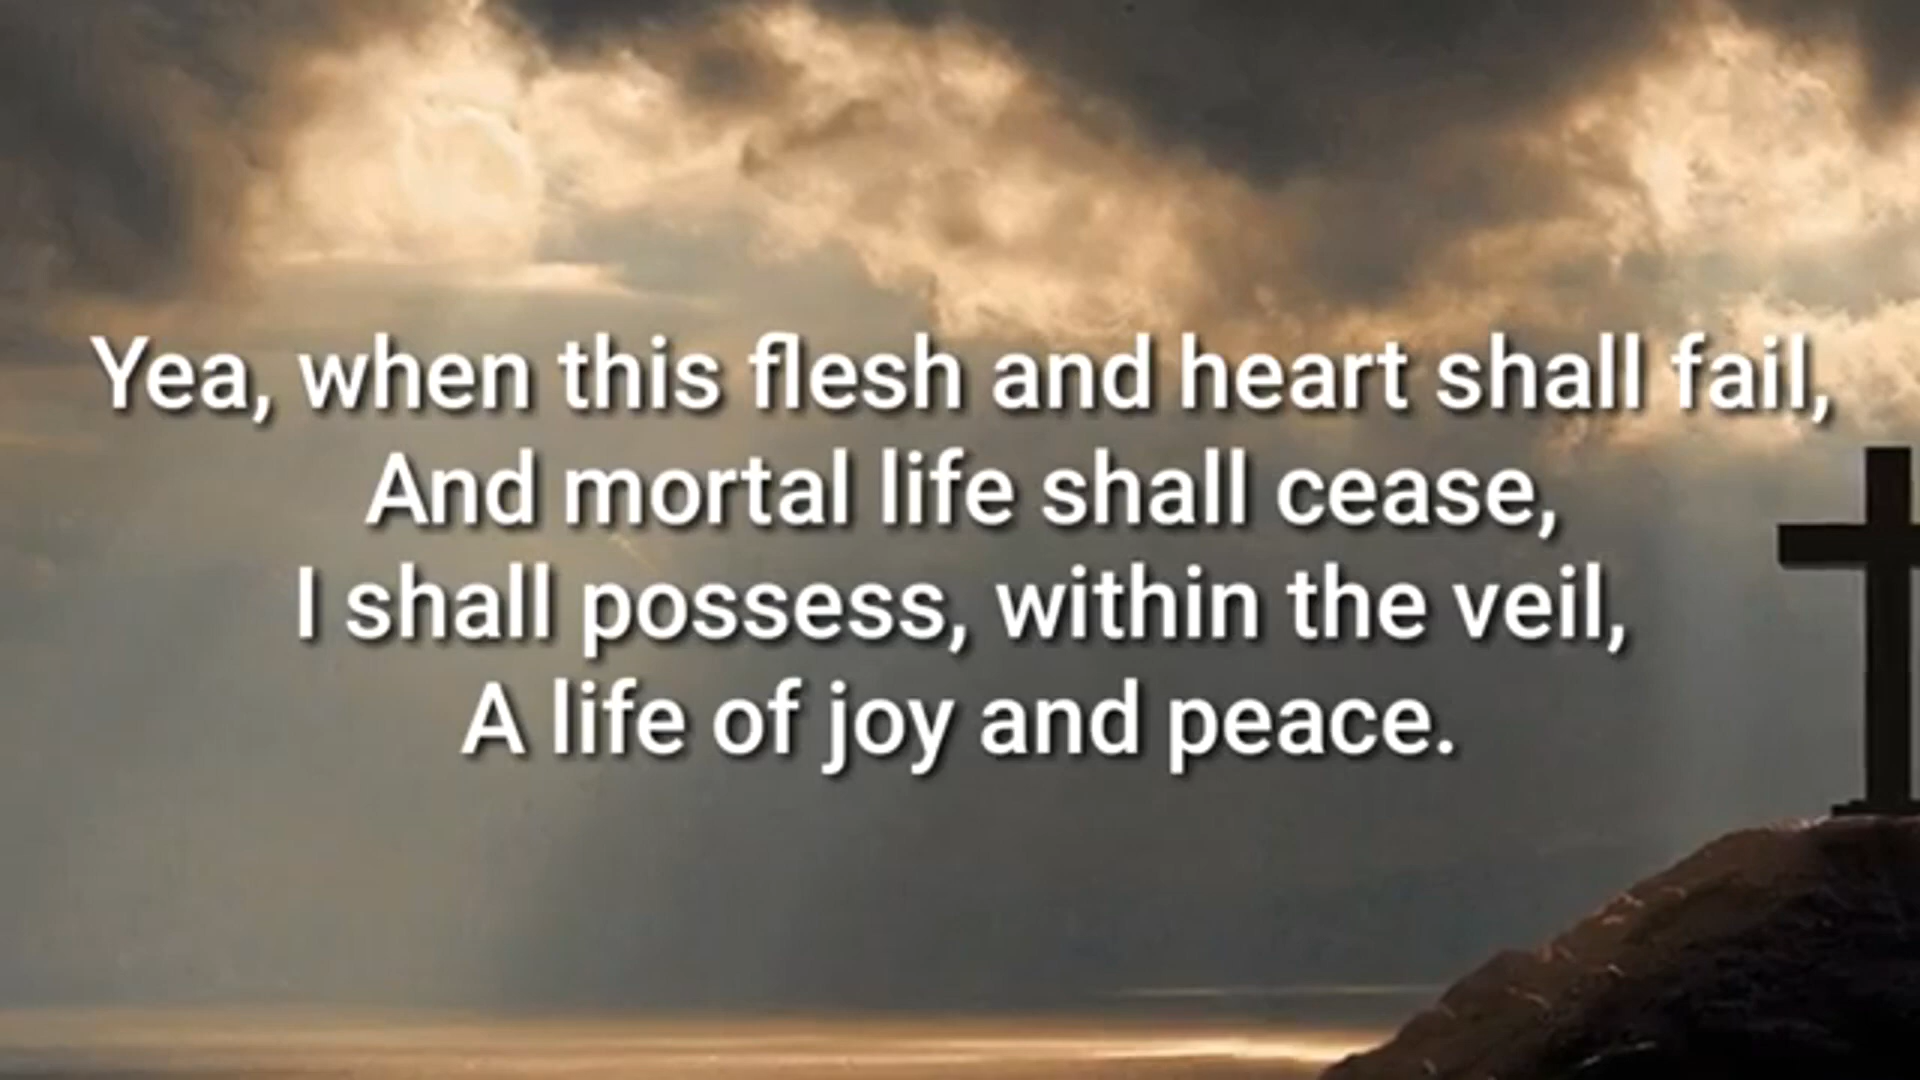 Yea, when this flesh and heart shall fail,
And mortal life shall cease,
I shall possess, within the veil,
A life of joy and peace.